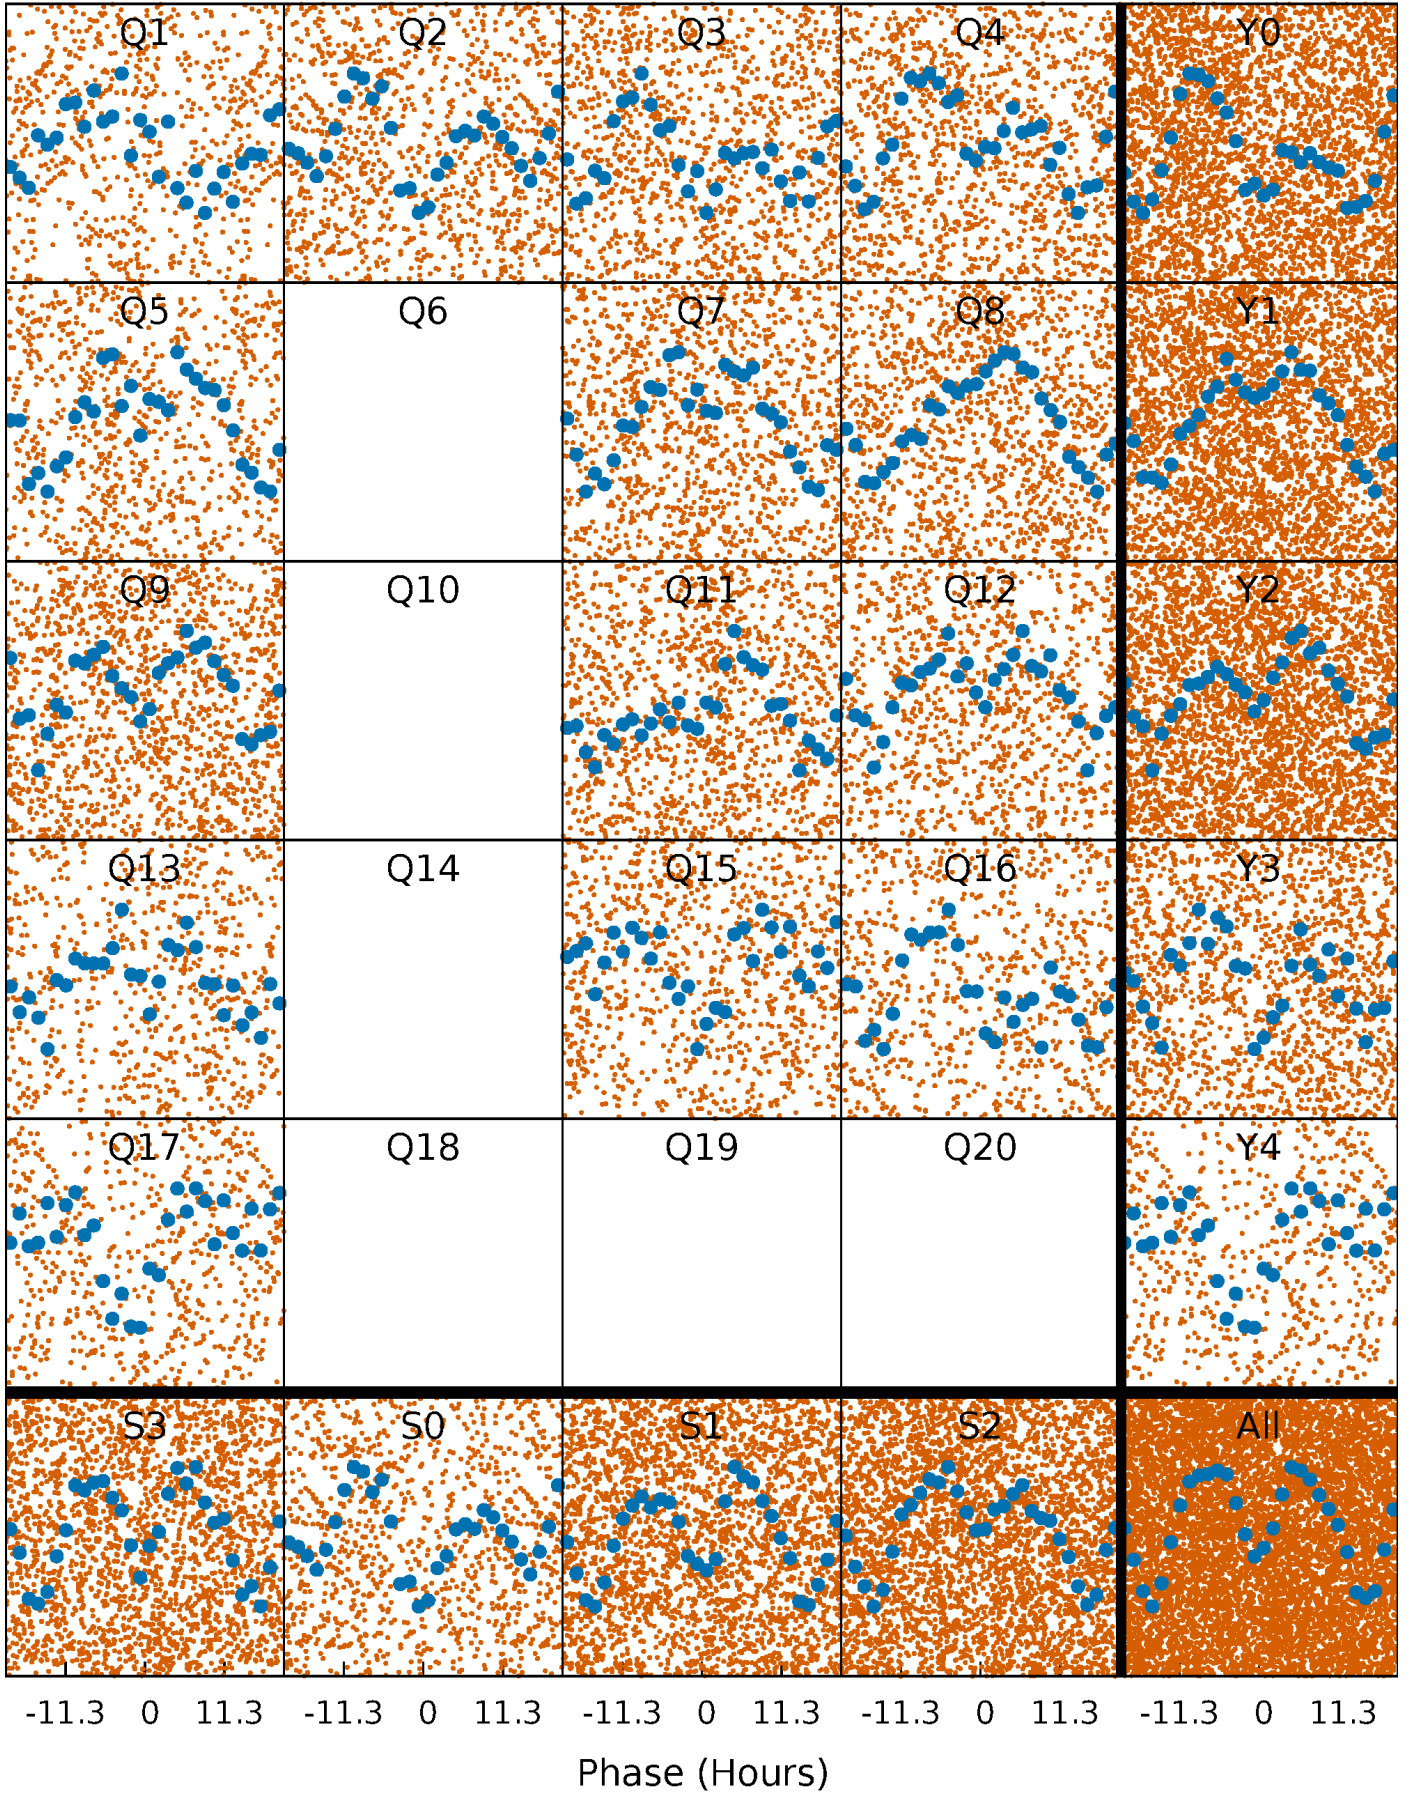 Q1 Q2 Q3 Q4 Y0
Q5 Q6 Q7 Q8 Y1
Q9 Q10 Q11 Q12 Y2
Q13 Q14 Q15 Q16 Y3
Q17 Q18 Q19 Q20 Y4
S3 S0 S1 S2 All
-11.3 0 11.3 -11.3 0 11.3 -11.3 0 11.3 -11.3 0 11.3 -11.3 0 11.3
Phase (Hours)